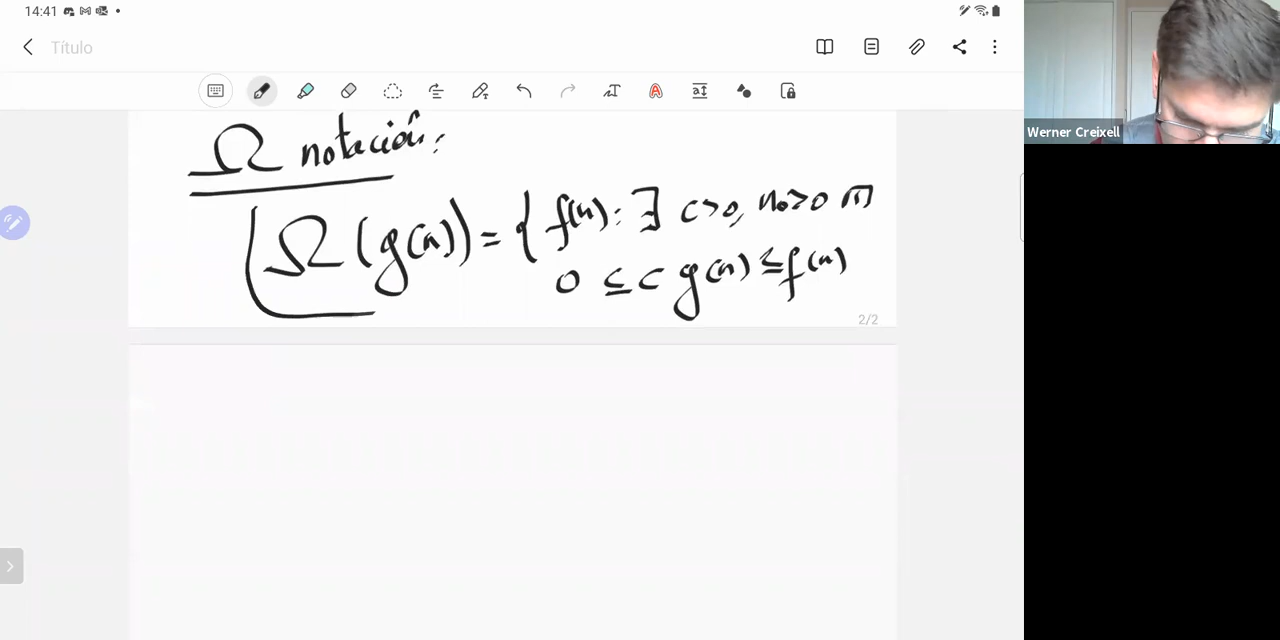 14:41
Título
Ω notación:
Ω(g(n)) = { f(n): ∃ c>0, n₀>0
0 ≤ c g(n) ≤ f(n)
2/2
Werner Creixell